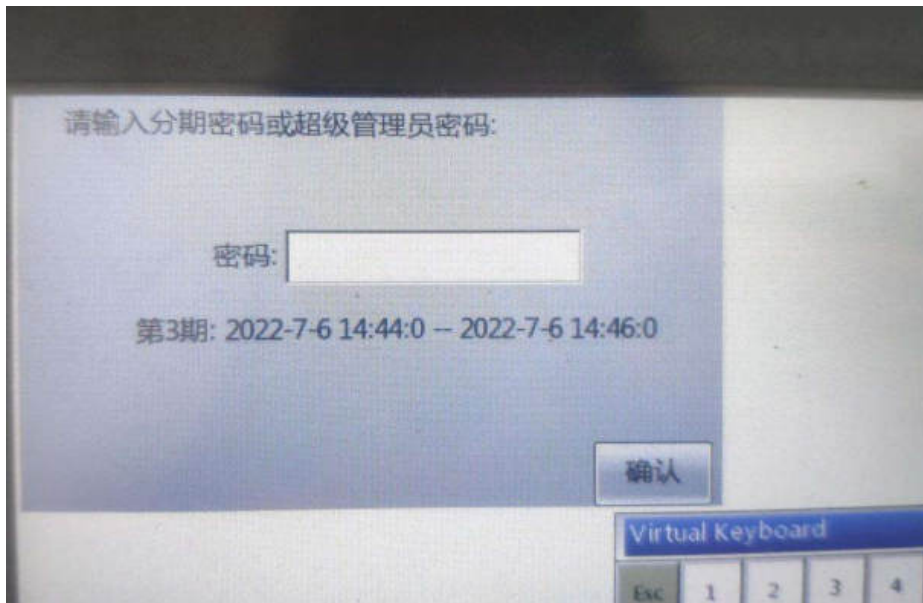 请输入分期密码或超级管理员密码:
密码:
第3期: 2022-7-6 14:44:0 -- 2022-7-6 14:46:0
确认
Virtual Keyboard
Esc 1 2 3 4